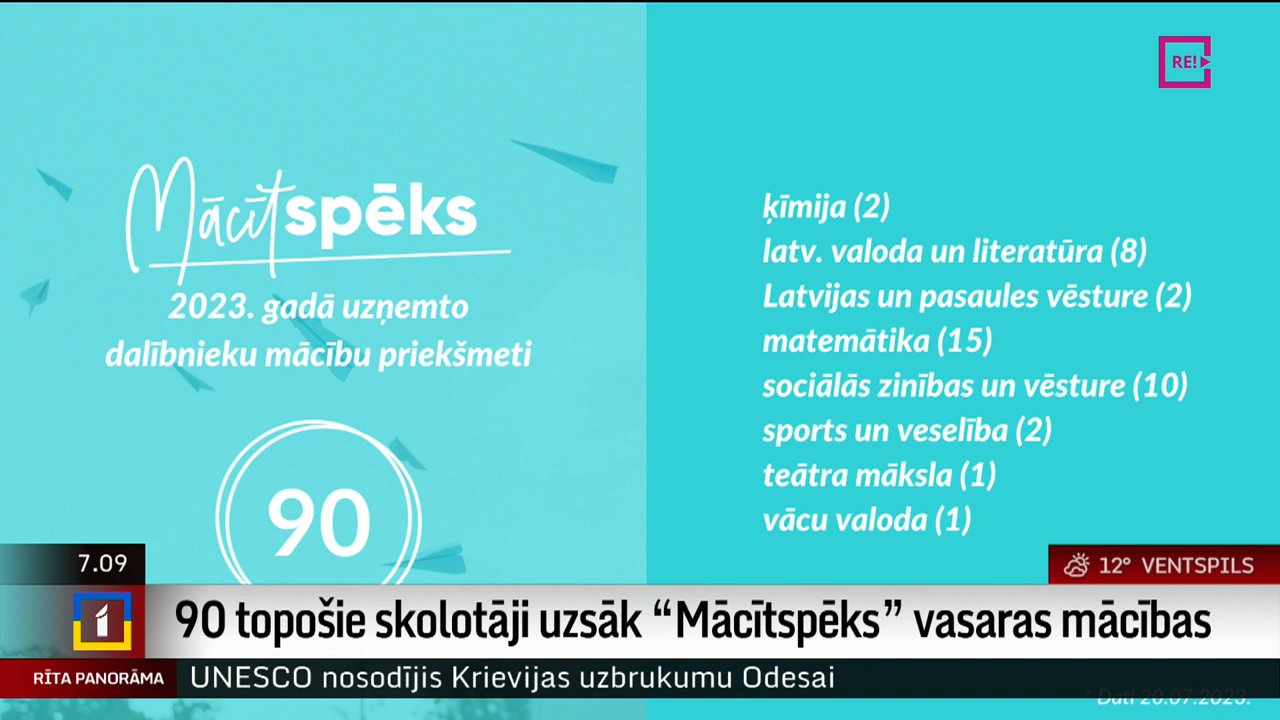 RE!
Mācītspēks
2023. gadā uzņemto
dalībnieku mācību priekšmeti
90
ķīmija (2)
latv. valoda un literatūra (8)
Latvijas un pasaules vēsture (2)
matemātika (15)
sociālās zinības un vēsture (10)
sports un veselība (2)
teātra māksla (1)
vācu valoda (1)
7.09
12° VENTSPILS
1
90 topošie skolotāji uzsāk “Mācītspēks” vasaras mācības
RĪTA PANORĀMA
UNESCO nosodījis Krievijas uzbrukumu Odesai
* Dati 20.07.2023.